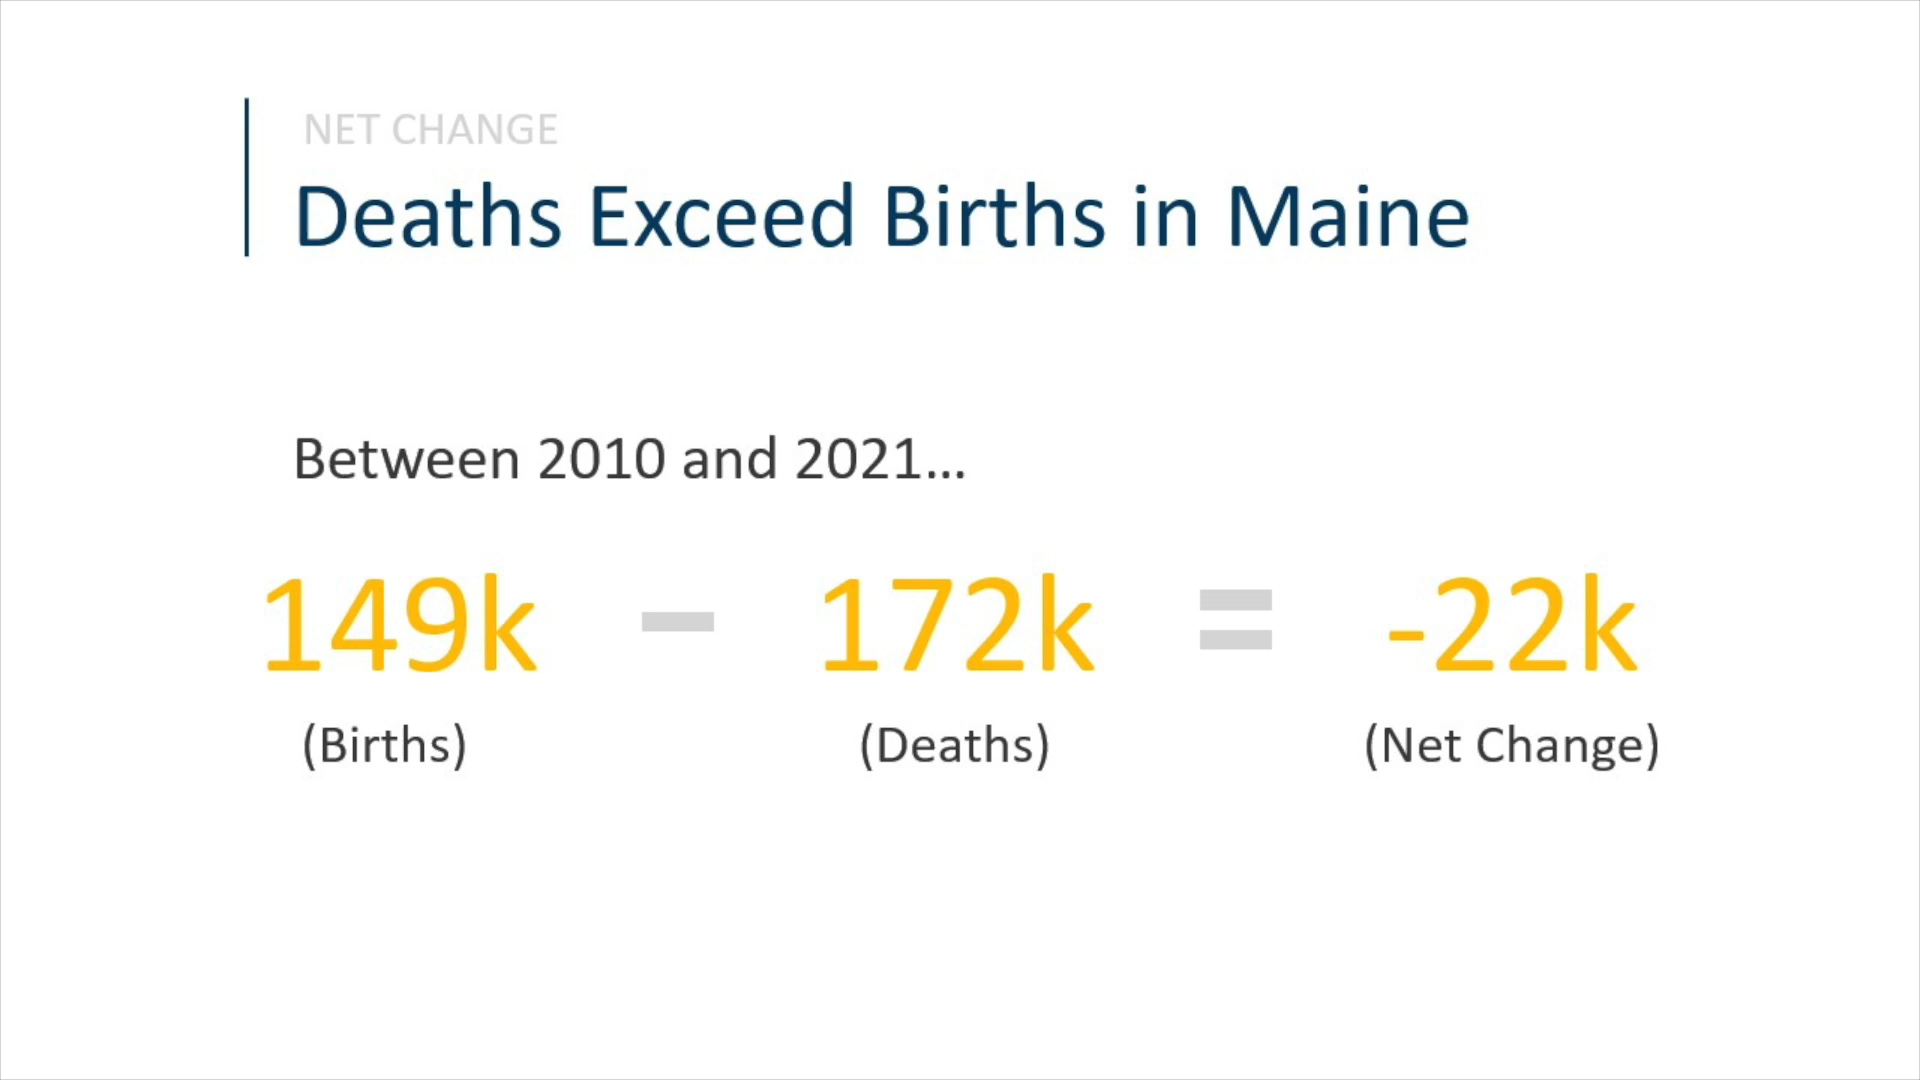 NET CHANGE
Deaths Exceed Births in Maine
Between 2010 and 2021...
149k - 172k = -22k
(Births) (Deaths) (Net Change)